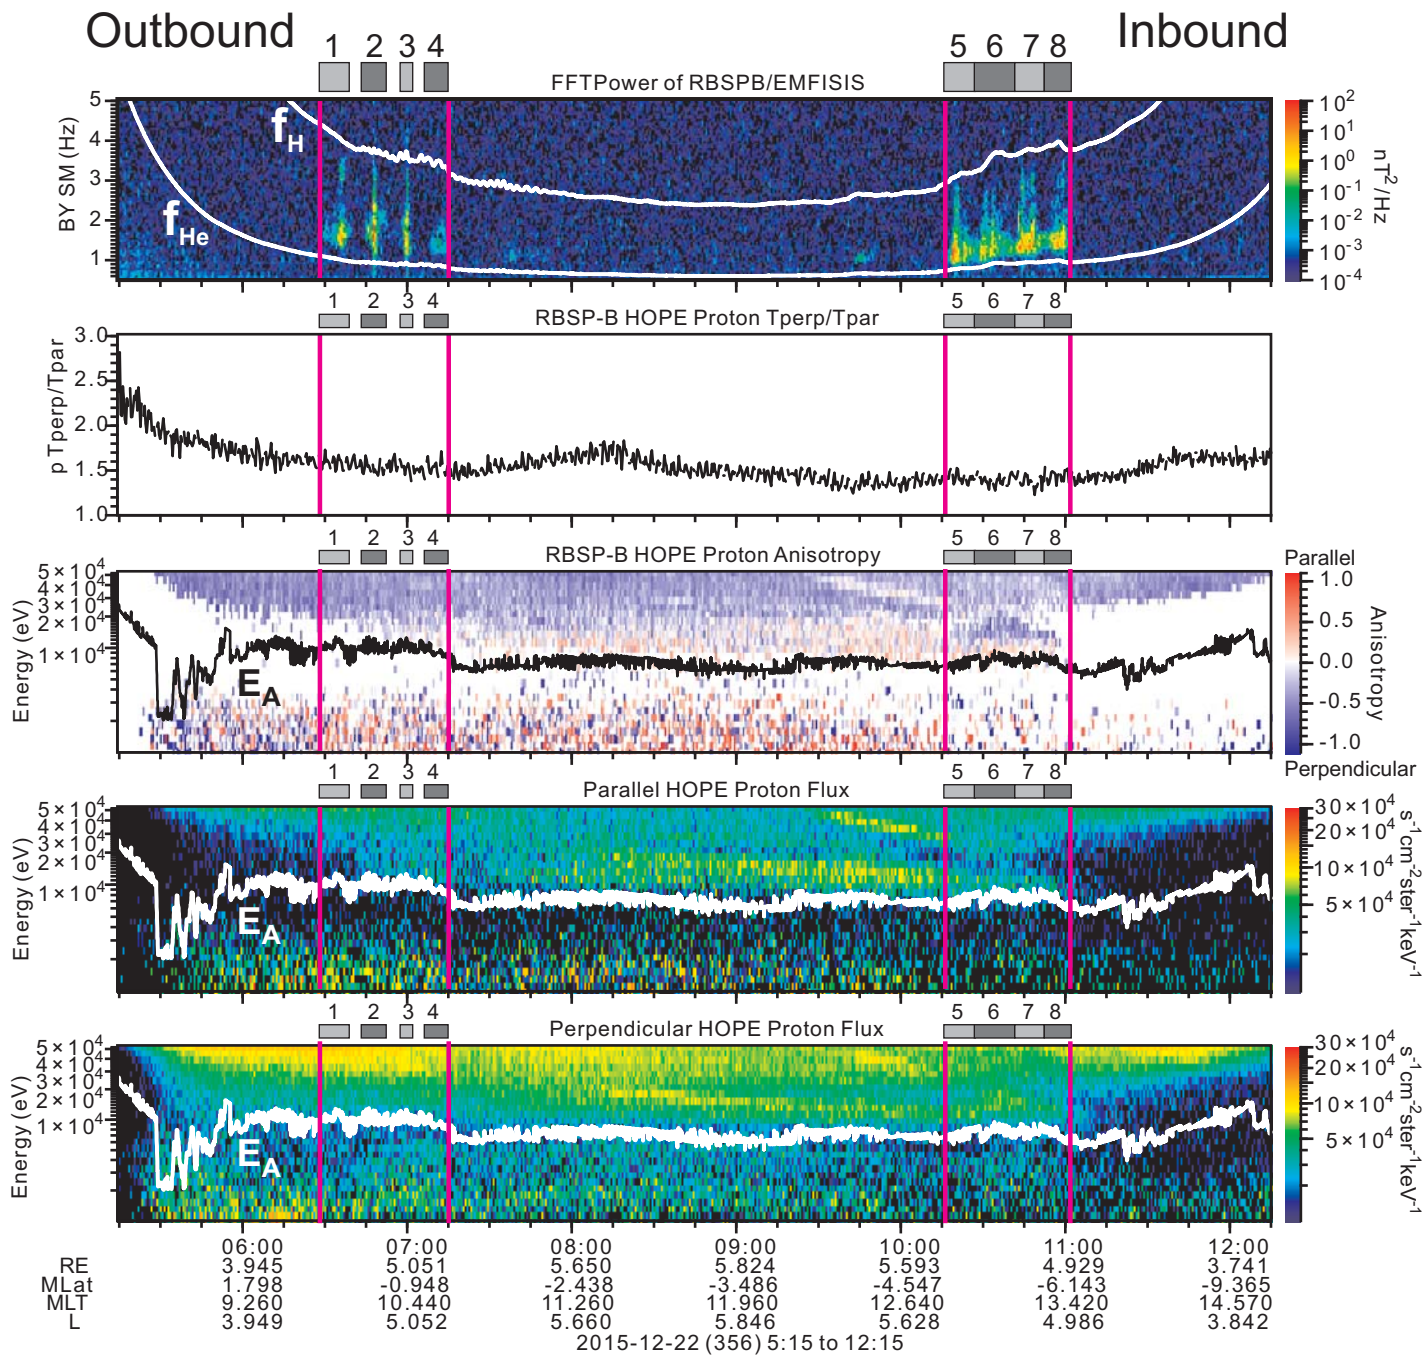 Outbound
Inbound
1 2 3 4 5 6 7 8
FFTPower of RBSPB/EMFISIS
BY SM (Hz)
5
4
3
2
1
f_H
f_He
10^2
10^1
10^0
10^-1
10^-2
10^-3
10^-4
nT^2/Hz
1 2 3 4 5 6 7 8
RBSP-B HOPE Proton Tperp/Tpar
p Tperp/Tpar
3.0
2.5
2.0
1.5
1.0
1 2 3 4 5 6 7 8
RBSP-B HOPE Proton Anisotropy
Energy (eV)
5×10^4
4×10^4
3×10^4
2×10^4
1×10^4
E_A
Parallel
1.0
0.5
0.0
-0.5
-1.0
Anisotropy
Perpendicular
1 2 3 4 5 6 7 8
Parallel HOPE Proton Flux
Energy (eV)
5×10^4
4×10^4
3×10^4
2×10^4
1×10^4
E_A
30×10^4
20×10^4
10×10^4
5×10^4
s^-1cm^-2ster^-1keV^-1
1 2 3 4 5 6 7 8
Perpendicular HOPE Proton Flux
Energy (eV)
5×10^4
4×10^4
3×10^4
2×10^4
1×10^4
E_A
30×10^4
20×10^4
10×10^4
5×10^4
s^-1cm^-2ster^-1keV^-1
06:00 07:00 08:00 09:00 10:00 11:00 12:00
RE 3.945 5.051 5.650 5.824 5.593 4.929 3.741
MLat 1.798 -0.948 -2.438 -3.486 -4.547 -6.143 -9.365
MLT 9.260 10.440 11.260 11.960 12.640 13.420 14.570
L 3.949 5.052 5.660 5.846 5.628 4.986 3.842
2015-12-22 (356) 5:15 to 12:15